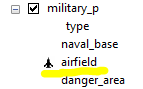 military_p
type
naval_base
airfield
danger_area